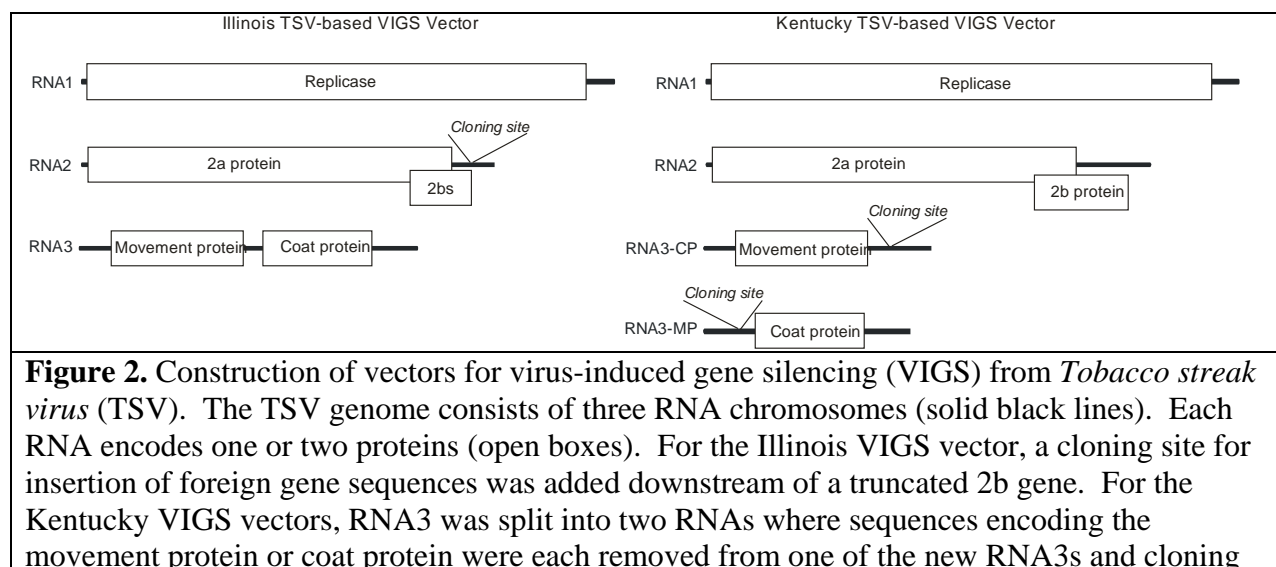 Illinois TSV-based VIGS Vector
RNA1
Replicase
Cloning site
RNA2
2a protein
2bs
RNA3
Movement protein
Coat protein
Kentucky TSV-based VIGS Vector
RNA1
Replicase
RNA2
2a protein
2b protein
Cloning site
RNA3-CP
Movement protein
Cloning site
RNA3-MP
Coat protein
Figure 2. Construction of vectors for virus-induced gene silencing (VIGS) from Tobacco streak
virus (TSV). The TSV genome consists of three RNA chromosomes (solid black lines). Each
RNA encodes one or two proteins (open boxes). For the Illinois VIGS vector, a cloning site for
insertion of foreign gene sequences was added downstream of a truncated 2b gene. For the
Kentucky VIGS vectors, RNA3 was split into two RNAs where sequences encoding the
movement protein or coat protein were each removed from one of the new RNA3s and cloning